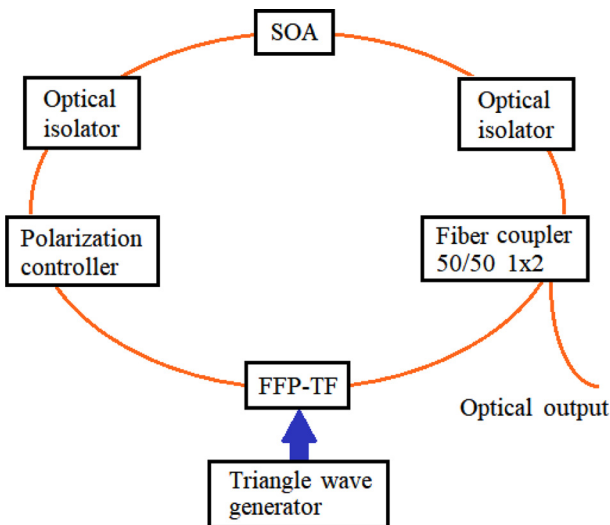 SOA
Optical
isolator
Optical
isolator
Polarization
controller
Fiber coupler
50/50 1x2
FFP-TF
Optical output
Triangle wave
generator